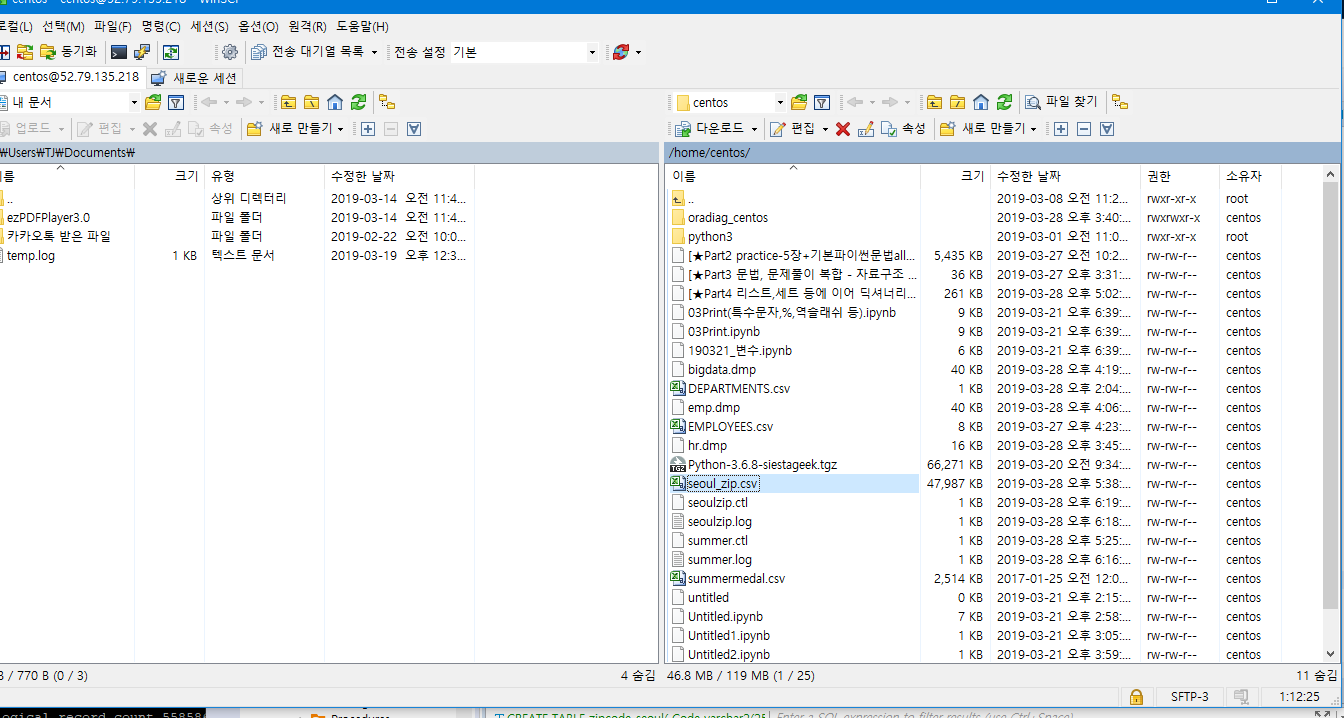 centos - centos@52.79.135.218 - WinSCP
로컬(L) 선택(M) 파일(F) 명령(C) 세션(S) 옵션(O) 원격(R) 도움말(H)
동기화 전송 대기열 목록 전송 설정 기본
centos@52.79.135.218 새로운 세션
내 문서 centos 파일 찾기
업로드 편집 속성 새로 만들기 다운로드 편집 속성 새로 만들기
₩Users₩TJ₩Documents₩ /home/centos/
이름 크기 유형 수정한 날짜
.. 상위 디렉터리 2019-03-14 오전 11:4...
ezPDFPlayer3.0 파일 폴더 2019-03-14 오전 11:4...
카카오톡 받은 파일 파일 폴더 2019-02-22 오전 10:0...
temp.log 1 KB 텍스트 문서 2019-03-19 오후 12:3...
이름 크기 수정한 날짜 권한 소유자
.. 2019-03-08 오전 11:2... rwxr-xr-x root
oradiag_centos 2019-03-28 오후 3:40:... rwxrwxr-x centos
python3 2019-03-01 오전 11:0... rwxr-xr-x root
[★Part2 practice-5장+기본파이썬문법all... 5,435 KB 2019-03-27 오전 10:2... rw-rw-r-- centos
[★Part3 문법, 문제풀이 복합 - 자료구조 ... 36 KB 2019-03-27 오후 3:31:... rw-rw-r-- centos
[★Part4 리스트,세트 등에 이어 딕셔너리... 261 KB 2019-03-28 오후 5:02:... rw-rw-r-- centos
03Print(특수문자,%,역슬래쉬 등).ipynb 9 KB 2019-03-21 오후 6:39:... rw-rw-r-- centos
03Print.ipynb 9 KB 2019-03-21 오후 6:39:... rw-rw-r-- centos
190321_변수.ipynb 6 KB 2019-03-21 오후 6:39:... rw-rw-r-- centos
bigdata.dmp 40 KB 2019-03-28 오후 4:19:... rw-rw-r-- centos
DEPARTMENTS.csv 1 KB 2019-03-28 오후 2:04:... rw-rw-r-- centos
emp.dmp 40 KB 2019-03-28 오후 4:06:... rw-rw-r-- centos
EMPLOYEES.csv 8 KB 2019-03-27 오후 4:23:... rw-rw-r-- centos
hr.dmp 16 KB 2019-03-28 오후 3:45:... rw-rw-r-- centos
Python-3.6.8-siestageek.tgz 66,271 KB 2019-03-20 오전 9:34:... rw-rw-r-- centos
seoul_zip.csv 47,987 KB 2019-03-28 오후 5:38:... rw-rw-r-- centos
seoulzip.ctl 1 KB 2019-03-28 오후 6:19:... rw-rw-r-- centos
seoulzip.log 1 KB 2019-03-28 오후 6:18:... rw-rw-r-- centos
summer.ctl 1 KB 2019-03-28 오후 5:25:... rw-rw-r-- centos
summer.log 1 KB 2019-03-28 오후 6:16:... rw-rw-r-- centos
summermedal.csv 2,514 KB 2017-01-25 오전 12:0... rw-rw-r-- centos
untitled 0 KB 2019-03-21 오후 2:15:... rw-rw-r-- centos
Untitled.ipynb 7 KB 2019-03-21 오후 2:58:... rw-rw-r-- centos
Untitled1.ipynb 1 KB 2019-03-21 오후 3:05:... rw-rw-r-- centos
Untitled2.ipynb 1 KB 2019-03-21 오후 3:59:... rw-rw-r-- centos
/ 770 B (0 / 3) 4 숨김 46.8 MB / 119 MB (1 / 25) 11 숨김
SFTP-3 1:12:25
logical record count 55858 Procedures CREATE TABLE zipcode_seoul( Code varchar2(25 Enter a SQL expression to filter results (use Ctrl+Space)